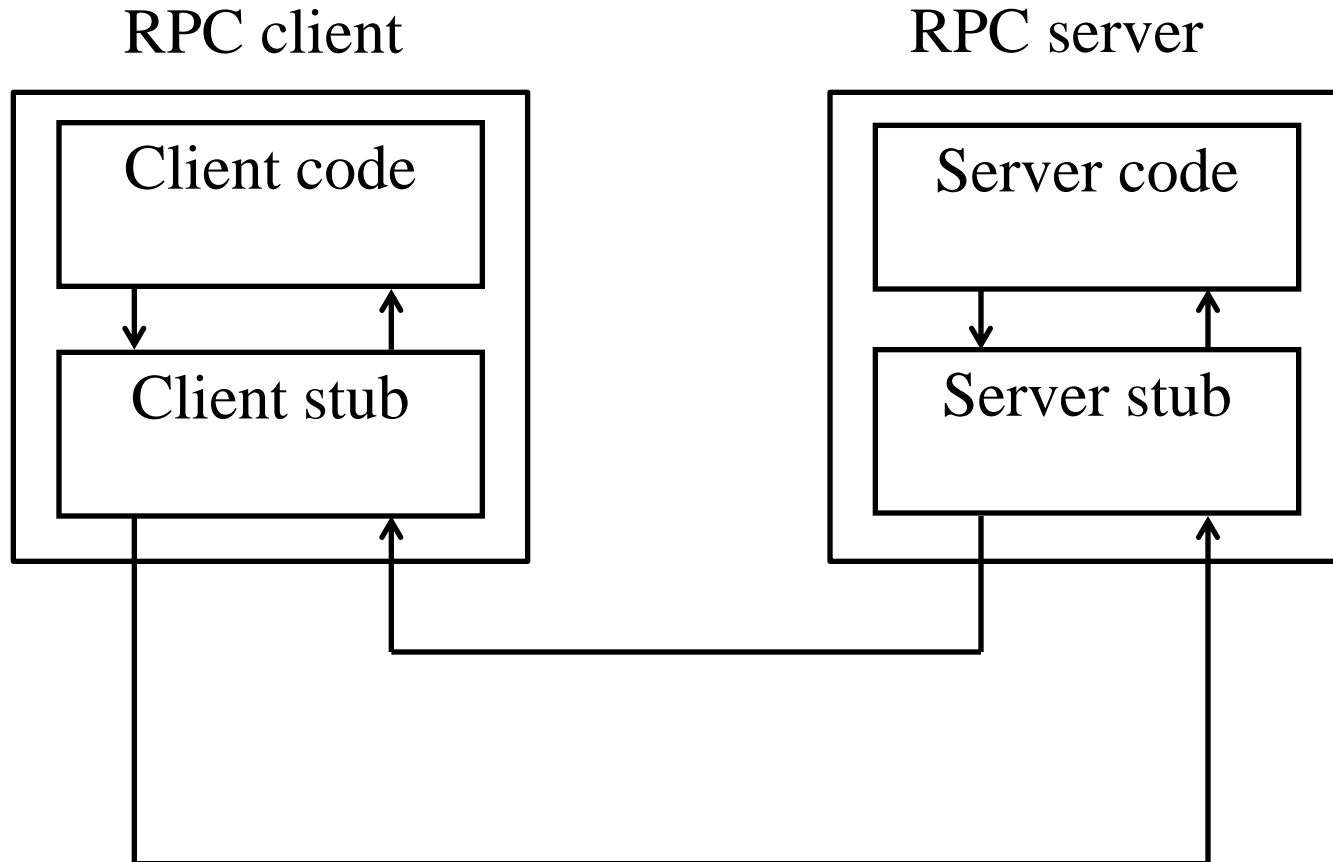 RPC client
RPC server
Client code
Server code
Client stub
Server stub